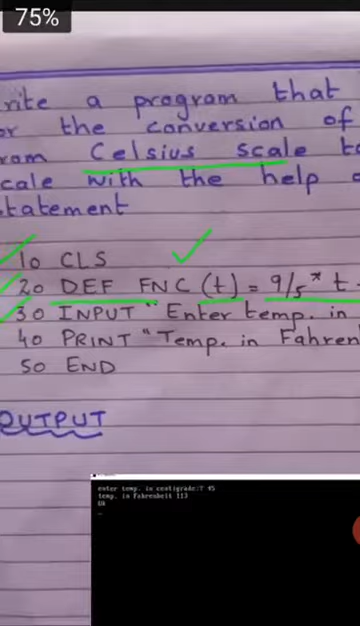 75%
rite a program that
or the conversion of
rom Celsius scale to
cale with the help
tatement
10 CLS
20 DEF FNC (t) = 9/5 * t
30 INPUT "Enter temp. in
40 PRINT "Temp. in Fahren
50 END
OUTPUT
enter temp. in centigrade:? 45
temp. in Fahrenheit 113
Ok